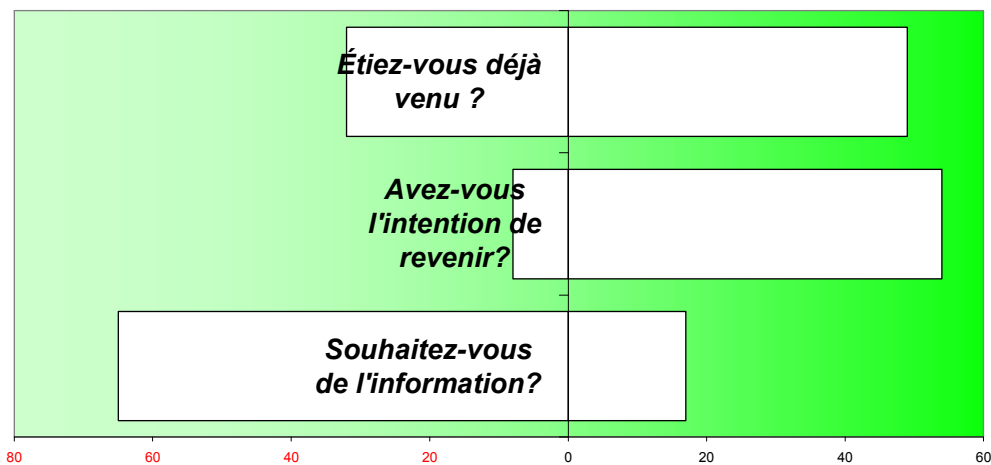 Étiez-vous déjà
venu ?
Avez-vous
l'intention de
revenir?
Souhaitez-vous
de l'information?
80 60 40 20 0 20 40 60